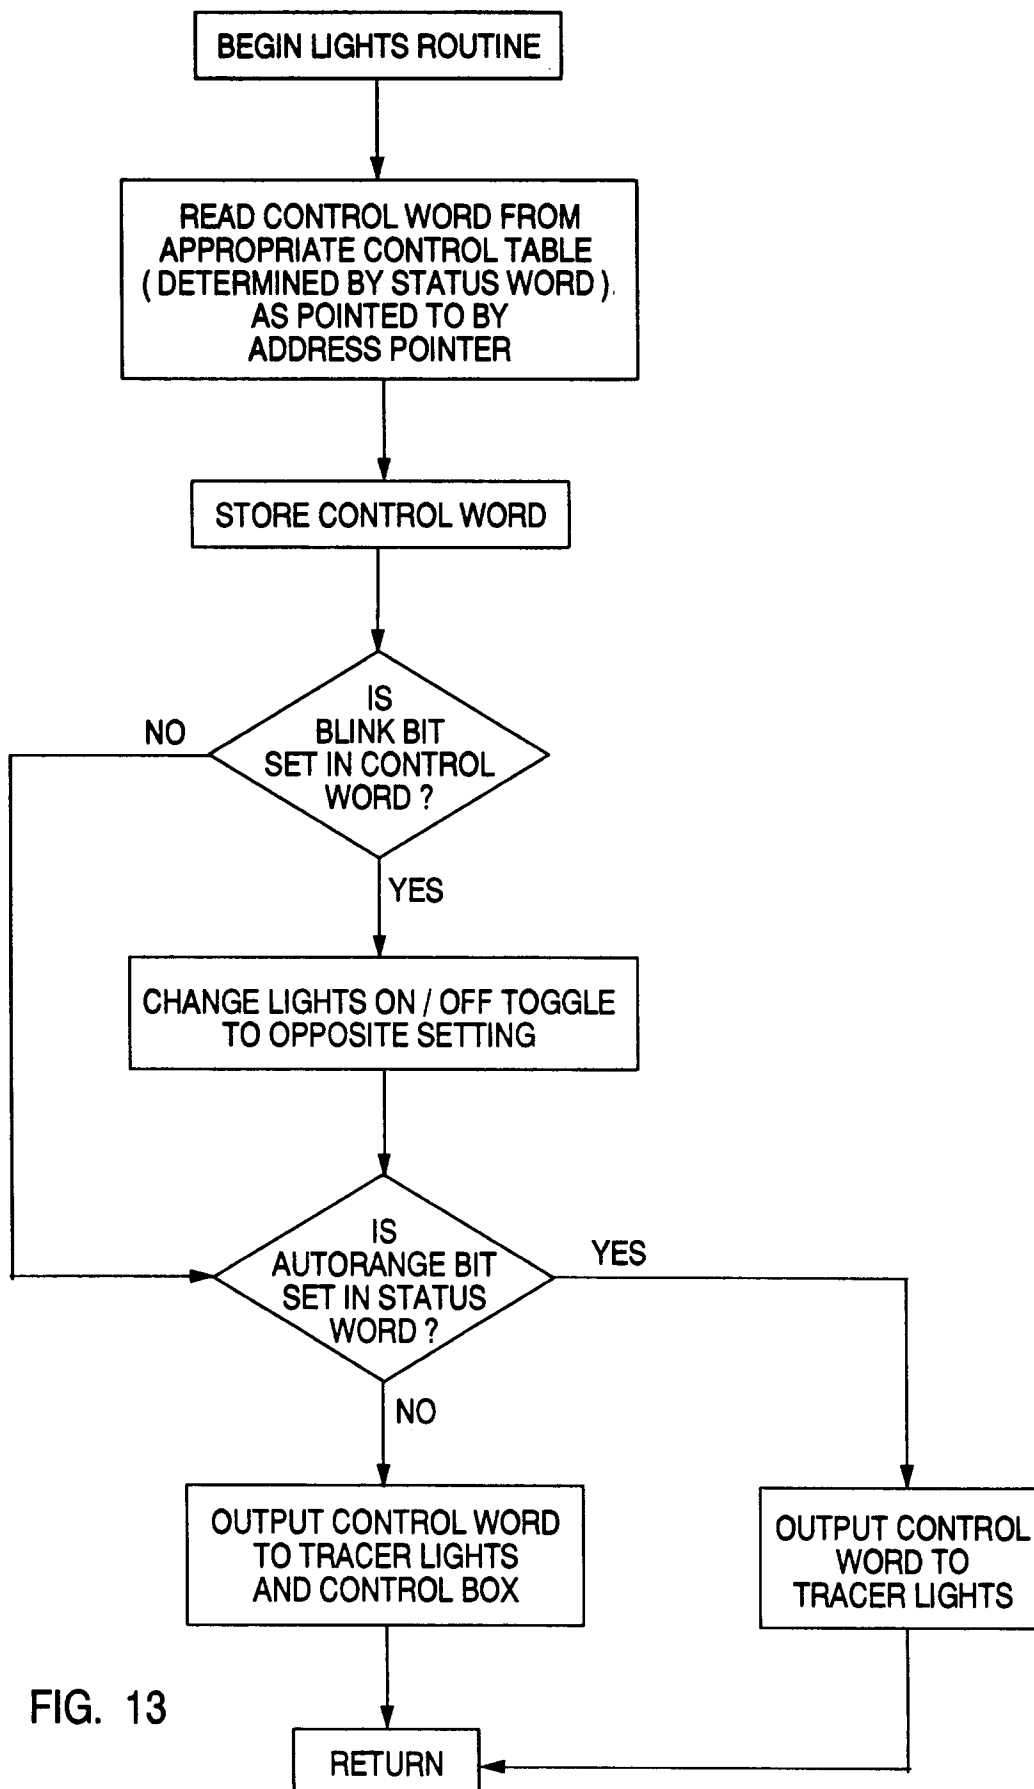 BEGIN LIGHTS ROUTINE
READ CONTROL WORD FROM
APPROPRIATE CONTROL TABLE
( DETERMINED BY STATUS WORD ).
AS POINTED TO BY
ADDRESS POINTER
STORE CONTROL WORD
IS
BLINK BIT
SET IN CONTROL
WORD ?
NO
YES
CHANGE LIGHTS ON / OFF TOGGLE
TO OPPOSITE SETTING
IS
AUTORANGE BIT
SET IN STATUS
WORD ?
YES
NO
OUTPUT CONTROL WORD
TO TRACER LIGHTS
AND CONTROL BOX
OUTPUT CONTROL
WORD TO
TRACER LIGHTS
FIG. 13
RETURN